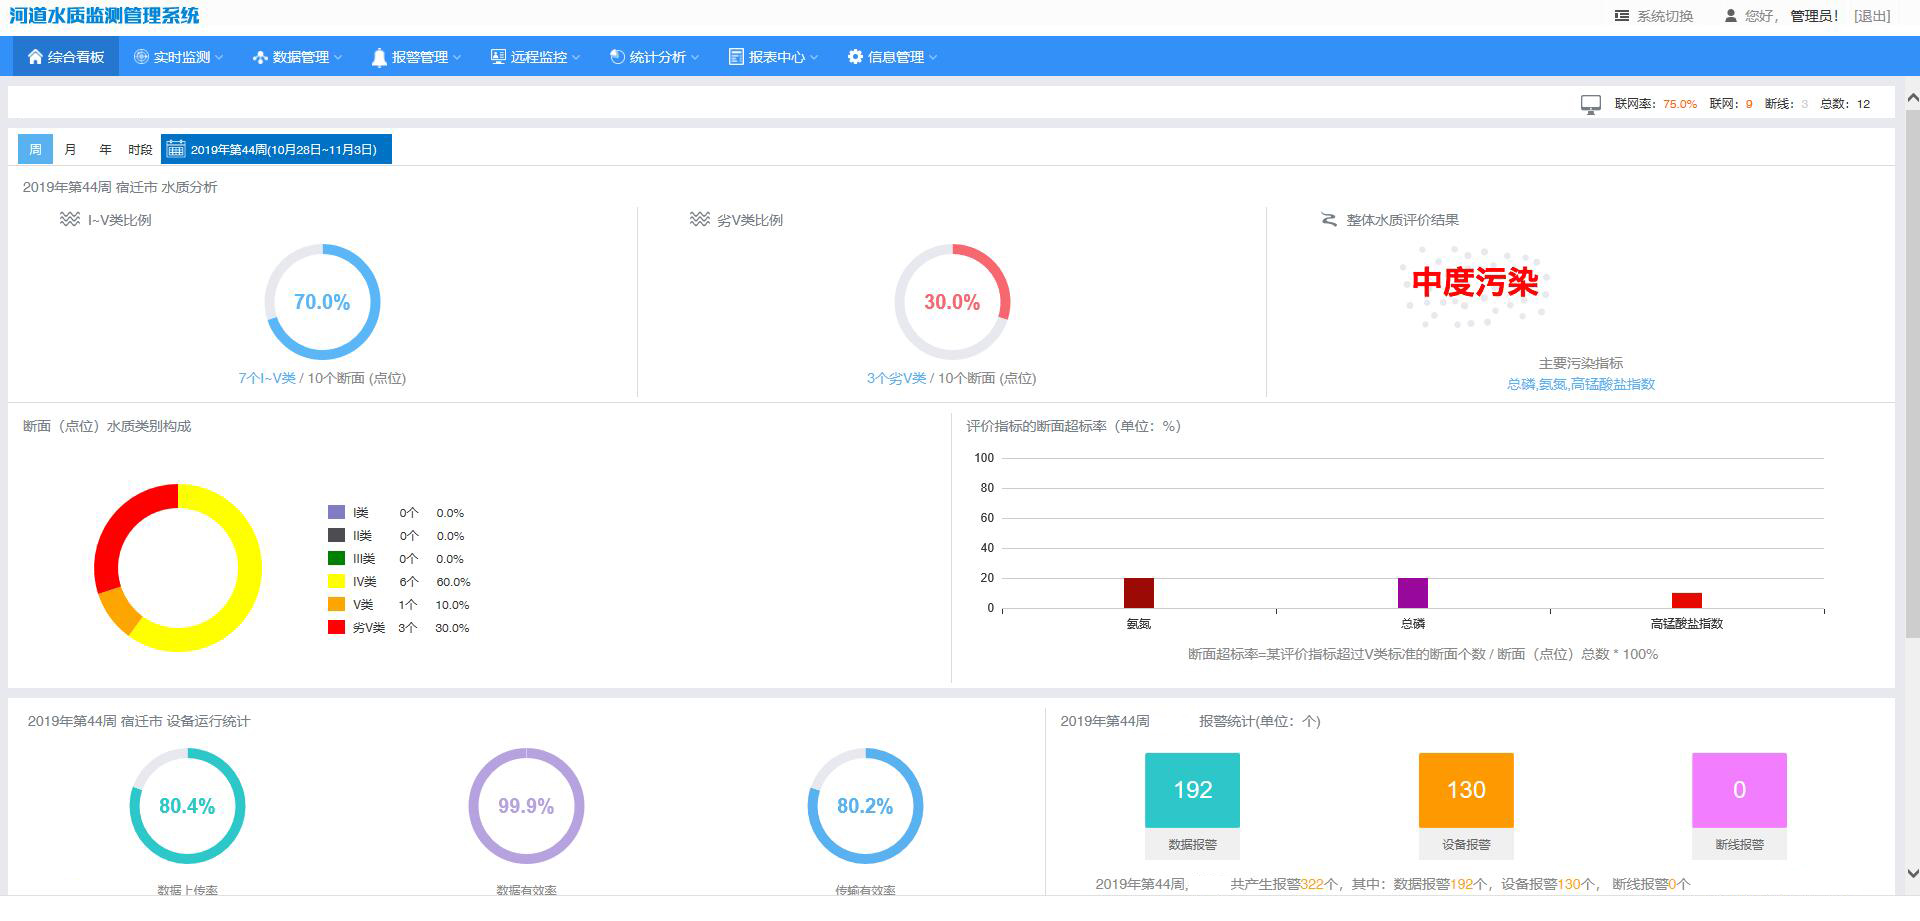 河道水质监测管理系统
系统切换 您好, 管理员! [退出]
综合看板 实时监测 数据管理 报警管理 远程监控 统计分析 报表中心 信息管理
联网率: 75.0% 联网: 9 断线: 3 总数: 12
周 月 年 时段 2019年第44周(10月28日~11月3日)
2019年第44周 宿迁市 水质分析
I~V类比例
70.0%
7个I~V类 / 10个断面 (点位)
劣V类比例
30.0%
3个劣V类 / 10个断面 (点位)
整体水质评价结果
中度污染
主要污染指标
总磷,氨氮,高锰酸盐指数
断面（点位）水质类别构成
I类 0个 0.0%
II类 0个 0.0%
III类 0个 0.0%
IV类 6个 60.0%
V类 1个 10.0%
劣V类 3个 30.0%
评价指标的断面超标率（单位：%）
100
80
60
40
20
0
氨氮 总磷 高锰酸盐指数
断面超标率=某评价指标超过V类标准的断面个数 / 断面（点位）总数 * 100%
2019年第44周 宿迁市 设备运行统计
80.4% 99.9% 80.2%
数据上传率 数据有效率 传输有效率
2019年第44周 报警统计(单位：个)
192 130 0
数据报警 设备报警 断线报警
2019年第44周, 共产生报警322个，其中：数据报警192个，设备报警130个， 断线报警0个